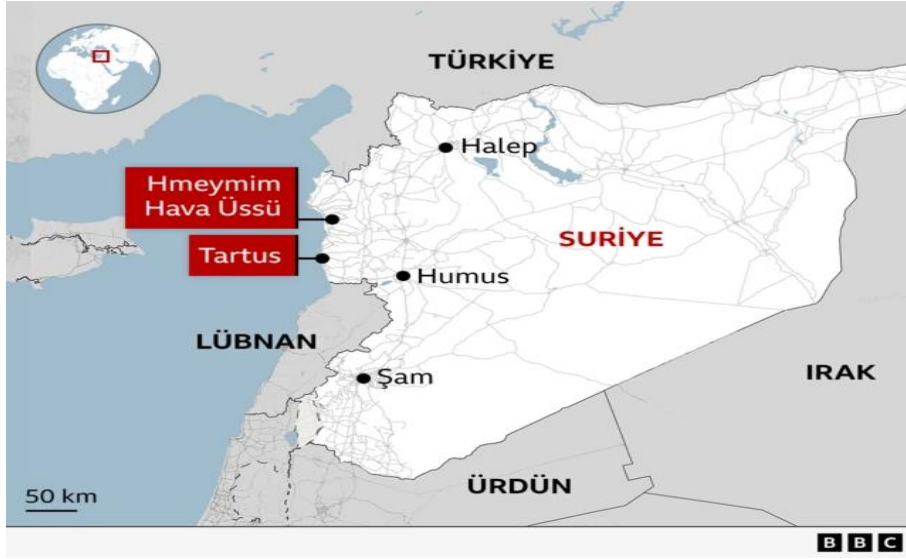 TÜRKİYE
Halep
Hmeymim
Hava Üssü
SURİYE
Tartus
Humus
LÜBNAN
Şam
IRAK
ÜRDÜN
50 km
BBC